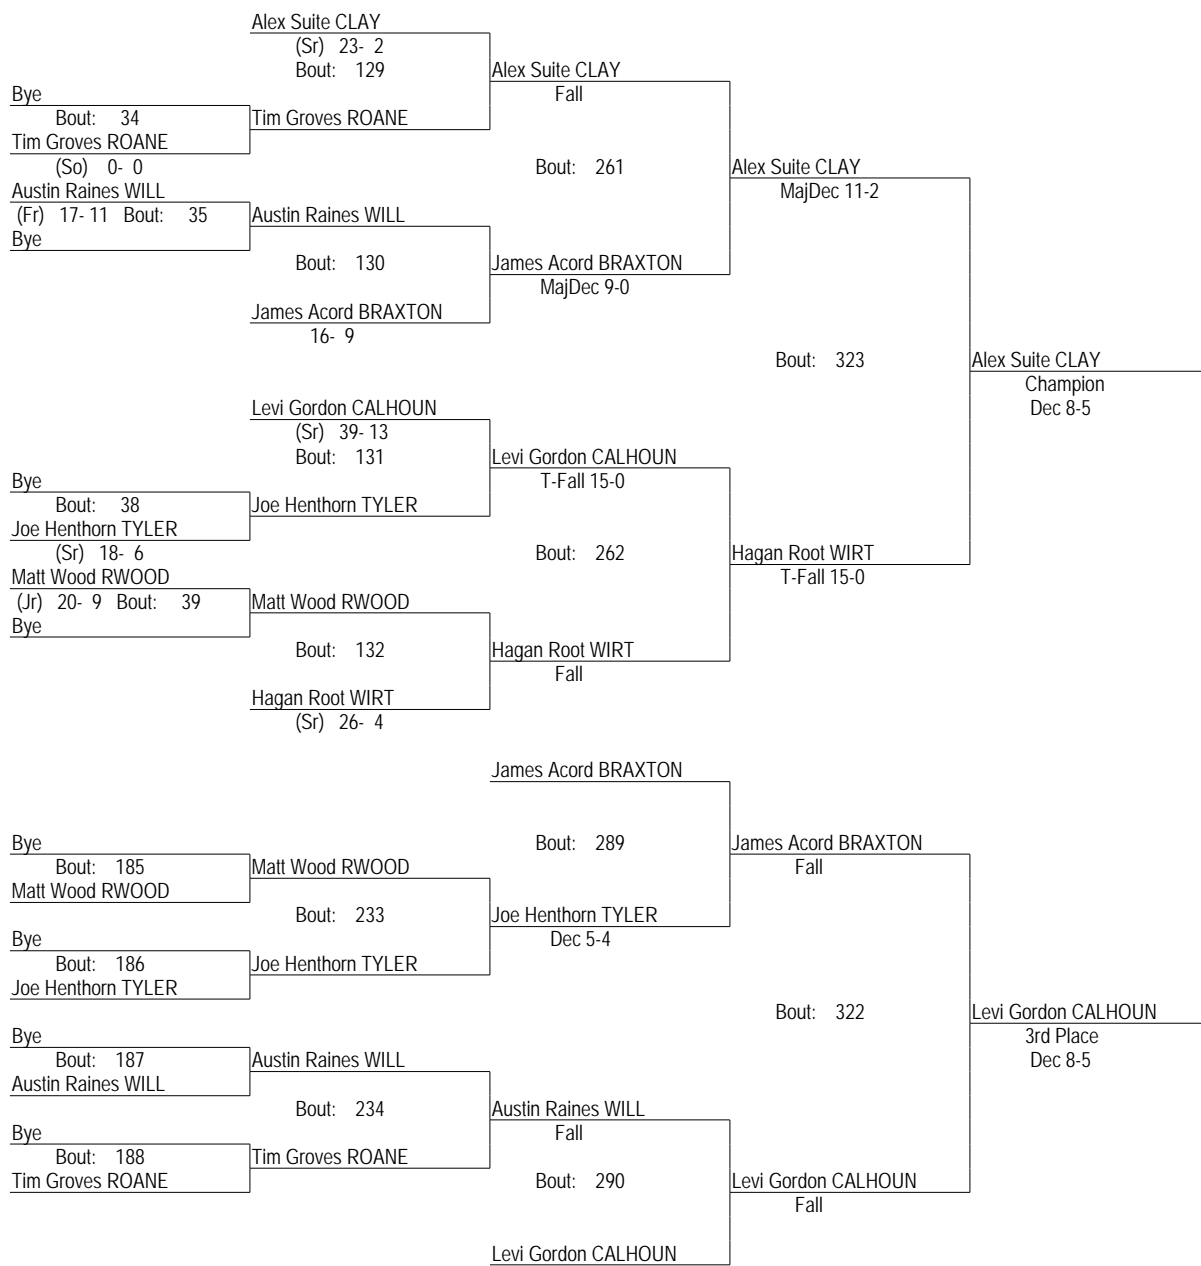 Alex Suite CLAY
(Sr) 23- 2
Bout: 129
Alex Suite CLAY
Fall
Bye
Bout: 34
Tim Groves ROANE
Tim Groves ROANE
(So) 0- 0
Bout: 261
Alex Suite CLAY
MajDec 11-2
Austin Raines WILL
(Fr) 17- 11 Bout: 35
Austin Raines WILL
Bye
Bout: 130
James Acord BRAXTON
MajDec 9-0
James Acord BRAXTON
16- 9
Bout: 323
Alex Suite CLAY
Champion
Dec 8-5
Levi Gordon CALHOUN
(Sr) 39- 13
Bout: 131
Levi Gordon CALHOUN
T-Fall 15-0
Bye
Bout: 38
Joe Henthorn TYLER
Joe Henthorn TYLER
(Sr) 18- 6
Bout: 262
Hagan Root WIRT
T-Fall 15-0
Matt Wood RWOOD
(Jr) 20- 9 Bout: 39
Matt Wood RWOOD
Bye
Bout: 132
Hagan Root WIRT
Fall
Hagan Root WIRT
(Sr) 26- 4
James Acord BRAXTON
Bout: 289
James Acord BRAXTON
Fall
Bye
Bout: 185
Matt Wood RWOOD
Matt Wood RWOOD
Bout: 233
Joe Henthorn TYLER
Dec 5-4
Bye
Bout: 186
Joe Henthorn TYLER
Joe Henthorn TYLER
Bout: 322
Levi Gordon CALHOUN
3rd Place
Dec 8-5
Bye
Bout: 187
Austin Raines WILL
Austin Raines WILL
Bout: 234
Austin Raines WILL
Fall
Bye
Bout: 188
Tim Groves ROANE
Tim Groves ROANE
Bout: 290
Levi Gordon CALHOUN
Fall
Levi Gordon CALHOUN